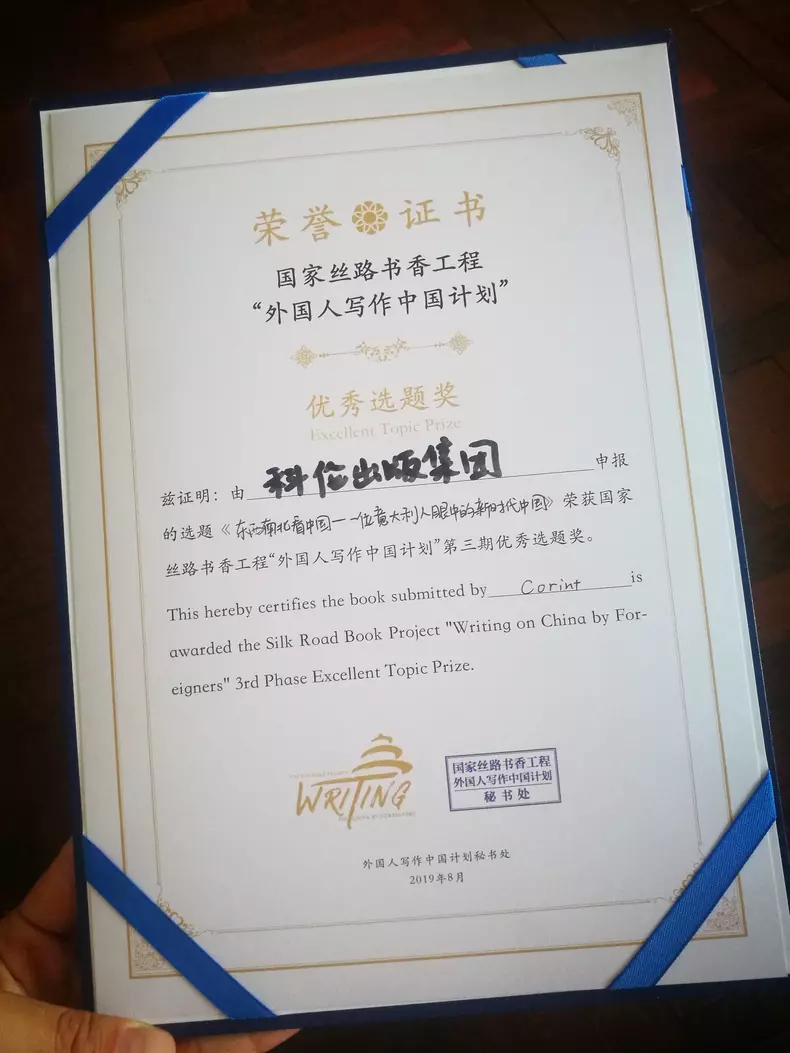 荣誉证书
国家丝路书香工程
“外国人写作中国计划”
优秀选题奖
Excellent Topic Prize
兹证明：由 科伦出版集团 申报
的选题《东西南北看中国——一位意大利人眼中的新时代中国》荣获国家
丝路书香工程“外国人写作中国计划”第三期优秀选题奖。
This hereby certifies the book submitted by Corint is
awarded the Silk Road Book Project "Writing on China by For-
eigners" 3rd Phase Excellent Topic Prize.
WRITING
国家丝路书香工程
外国人写作中国计划
秘书处
外国人写作中国计划秘书处
2019年8月